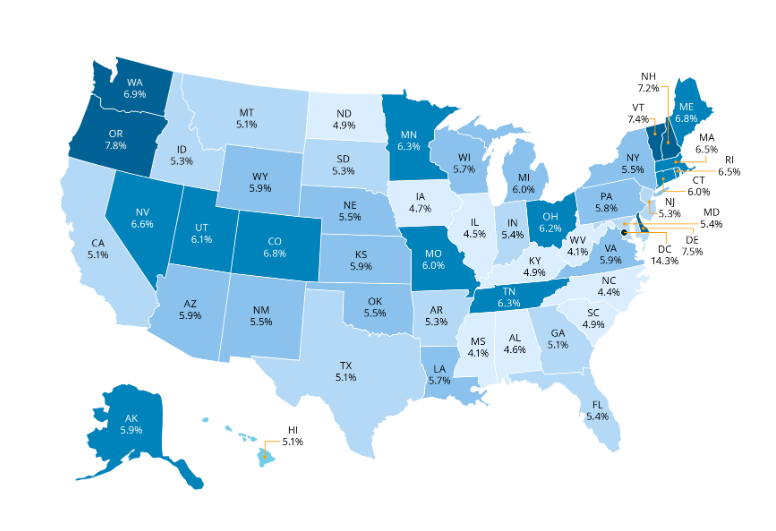 WA
6.9%
OR
7.8%
ID
5.3%
MT
5.1%
ND
4.9%
MN
6.3%
SD
5.3%
WY
5.9%
NV
6.6%
UT
6.1%
CO
6.8%
CA
5.1%
AZ
5.9%
NM
5.5%
NE
5.5%
KS
5.9%
OK
5.5%
TX
5.1%
IA
4.7%
MO
6.0%
AR
5.3%
LA
5.7%
WI
5.7%
IL
4.5%
MI
6.0%
IN
5.4%
OH
6.2%
KY
4.9%
TN
6.3%
MS
4.1%
AL
4.6%
GA
5.1%
FL
5.4%
SC
4.9%
NC
4.4%
VA
5.9%
WV
4.1%
PA
5.8%
NY
5.5%
NH
7.2%
VT
7.4%
ME
6.8%
MA
6.5%
RI
6.5%
CT
6.0%
NJ
5.3%
MD
5.4%
DE
7.5%
DC
14.3%
AK
5.9%
HI
5.1%